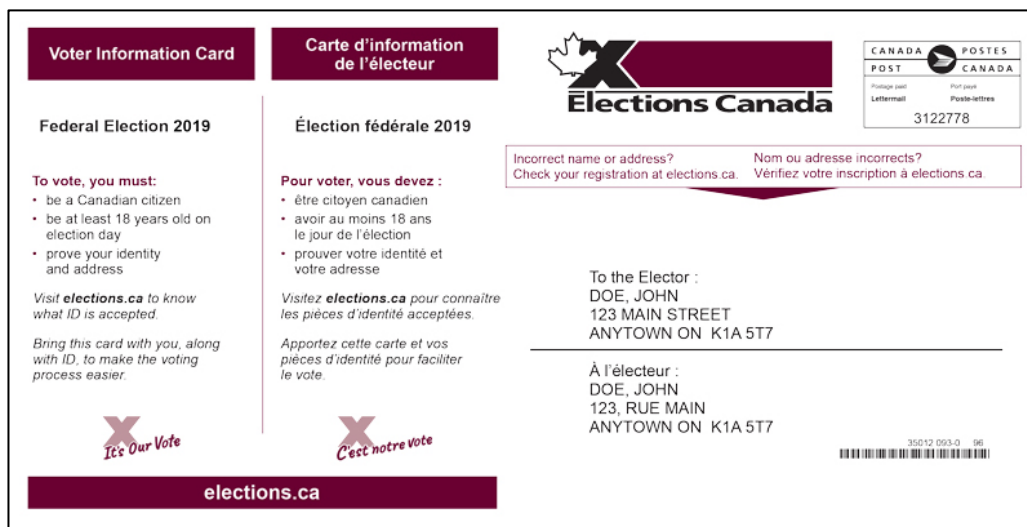 Voter Information Card
Federal Election 2019
To vote, you must:
• be a Canadian citizen
• be at least 18 years old on
election day
• prove your identity
and address
Visit elections.ca to know
what ID is accepted.
Bring this card with you, along
with ID, to make the voting
process easier.
It's Our Vote
Carte d'information
de l'électeur
Élection fédérale 2019
Pour voter, vous devez :
• être citoyen canadien
• avoir au moins 18 ans
le jour de l'élection
• prouver votre identité et
votre adresse
Visitez elections.ca pour connaître
les pièces d'identité acceptées.
Apportez cette carte et vos
pièces d'identité pour faciliter
le vote.
C'est notre vote
elections.ca
Elections Canada
CANADA POSTES
POST CANADA
Postage paid Port payé
Lettermail Poste-lettres
3122778
Incorrect name or address?
Check your registration at elections.ca.
Nom ou adresse incorrects?
Vérifiez votre inscription à elections.ca.
To the Elector :
DOE, JOHN
123 MAIN STREET
ANYTOWN ON K1A 5T7
À l'électeur :
DOE, JOHN
123, RUE MAIN
ANYTOWN ON K1A 5T7
35012 093-0 96